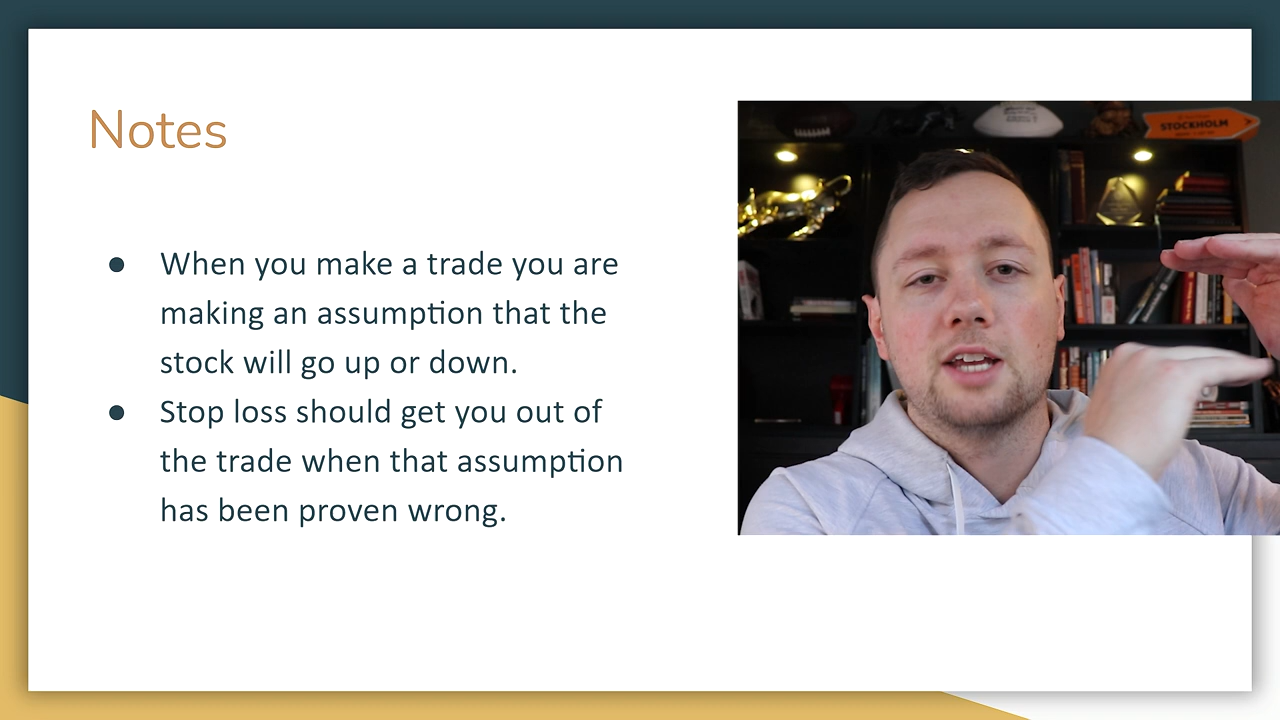 Notes
● When you make a trade you are
making an assumption that the
stock will go up or down.
● Stop loss should get you out of
the trade when that assumption
has been proven wrong.
STOCKHOLM